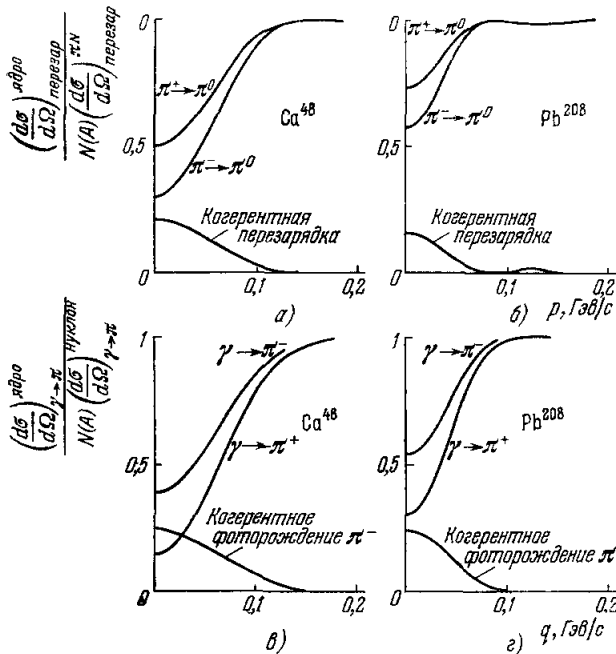 (dσ/dΩ)^ядро_перезар / N(A)(dσ/dΩ)^πN_перезар
0
0,5
0
π⁺→π⁰
π⁻→π⁰
Ca⁴⁸
Когерентная
перезарядка
0,1
0,2
а)
0
0,5
0
π⁺→π⁰
π⁻→π⁰
Pb²⁰⁸
Когерентная
перезарядка
0,1
0,2
б)
р, Гэв/с
(dσ/dΩ)^ядро_γ→π / N(A)(dσ/dΩ)^нуклон_γ→π
1
0,5
0
γ→π⁻
Ca⁴⁸
γ→π⁺
Когерентное
фоторождение π⁻
0,1
0,2
в)
1
0,5
0
γ→π⁻
Pb²⁰⁸
γ→π⁺
Когерентное
фоторождение π
0,1
0,2
г)
q, Гэв/с